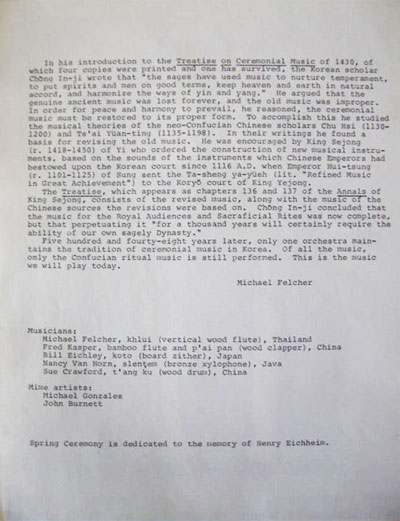 In his introduction to the Treatise on Ceremonial Music of 1430, of
which four copies were printed and one has survived, the Korean scholar
Chŏng In-ji wrote that "the sages have used music to nurture temperament,
to put spirits and men on good terms, keep heaven and earth in natural
accord, and harmonize the ways of yin and yang." He argued that the
genuine ancient music was lost forever, and the old music was improper.
In order for peace and harmony to prevail, he reasoned, the ceremonial
music must be restored to its proper form. To accomplish this he studied
the musical theories of the neo-Confucian Chinese scholars Chu Hsi (1130-
1200) and Ts'ai Yüan-ting (1135-1198). In their writings he found a
basis for revising the old music. He was encouraged by King Sejong
(r. 1418-1450) of Yi who ordered the construction of new musical instru-
ments, based on the sounds of the instruments which Chinese Emperors had
bestowed upon the Korean court since 1116 A.D. when Emperor Hui-tsung
(r. 1101-1125) of Sung sent the Ta-sheng ya-yüeh (lit. "Refined Music
in Great Achievement") to the Koryŏ court of King Yejong.
The Treatise, which appears as chapters 136 and 137 of the Annals of
King Sejong, consists of the revised music, along with the music of the
Chinese sources the revisions were based on. Chŏng In-ji concluded that
the music for the Royal Audiences and Sacraficial Rites was now complete,
but that perpetuating it "for a thousand years will certainly require the
ability of our own sagely Dynasty."
Five hundred and fourty-eight years later, only one orchestra main-
tains the tradition of ceremonial music in Korea. Of all the music,
only the Confucian ritual music is still performed. This is the music
we will play today.
Michael Felcher
Musicians:
Michael Felcher, khlui (vertical wood flute), Thailand
Fred Kasper, bamboo flute and p'ai pan (wood clapper), China
Bill Eichley, koto (board zither), Japan
Nancy Van Horn, slenṭem (bronze xylophone), Java
Sue Crawford, t'ang ku (wood drum), China
Mime artists:
Michael Gonzalez
John Burnett
Spring Ceremony is dedicated to the memory of Henry Eichheim.